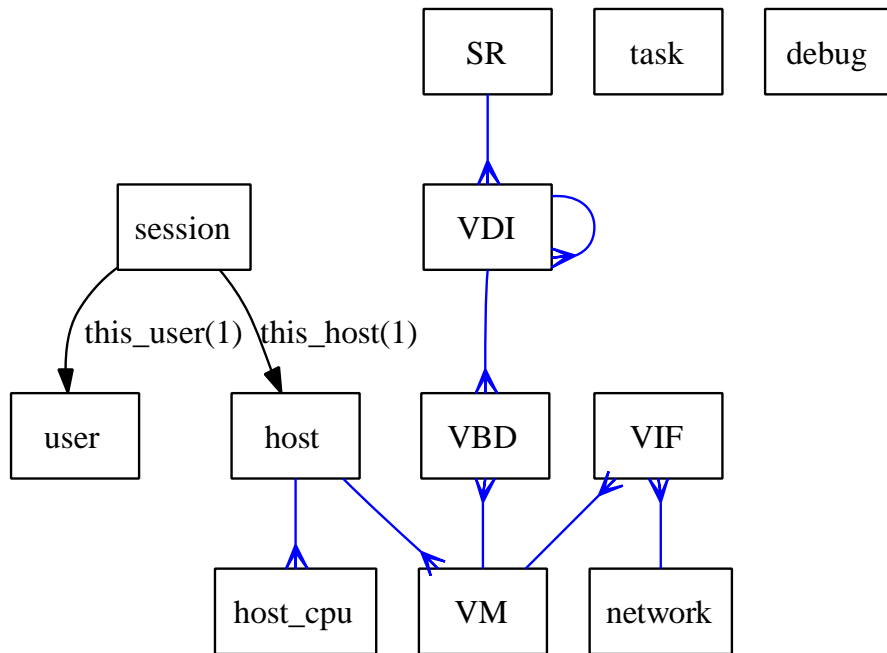 SR
task
debug
session
VDI
this_user(1)
this_host(1)
user
host
VBD
VIF
host_cpu
VM
network